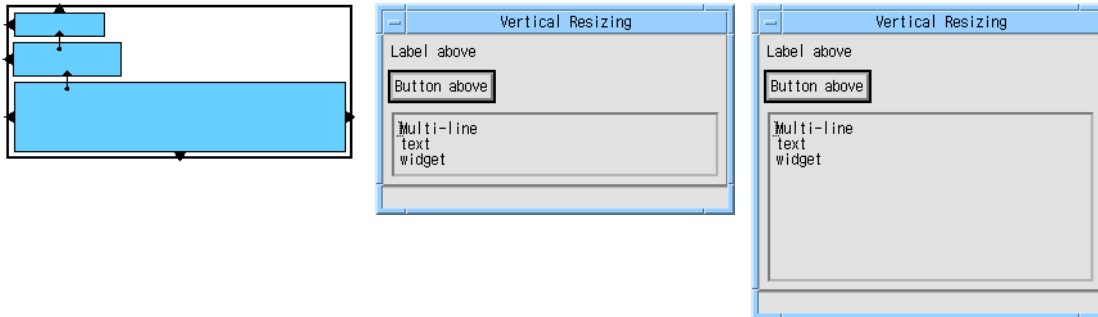 Vertical Resizing
Label above
Button above
Multi-line
text
widget
Vertical Resizing
Label above
Button above
Multi-line
text
widget